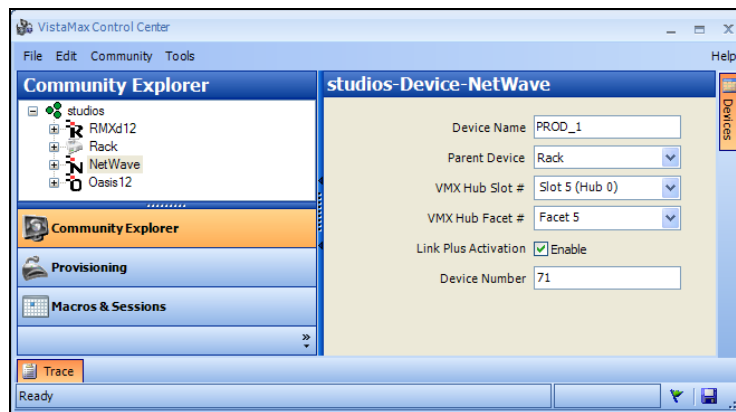 VistaMax Control Center
File Edit Community Tools Help
Community Explorer
studios
RMXd12
Rack
NetWave
Oasis12
Community Explorer
Provisioning
Macros & Sessions
studios-Device-NetWave
Device Name PROD_1
Parent Device Rack
VMX Hub Slot # Slot 5 (Hub 0)
VMX Hub Facet # Facet 5
Link Plus Activation Enable
Device Number 71
Devices
Trace
Ready